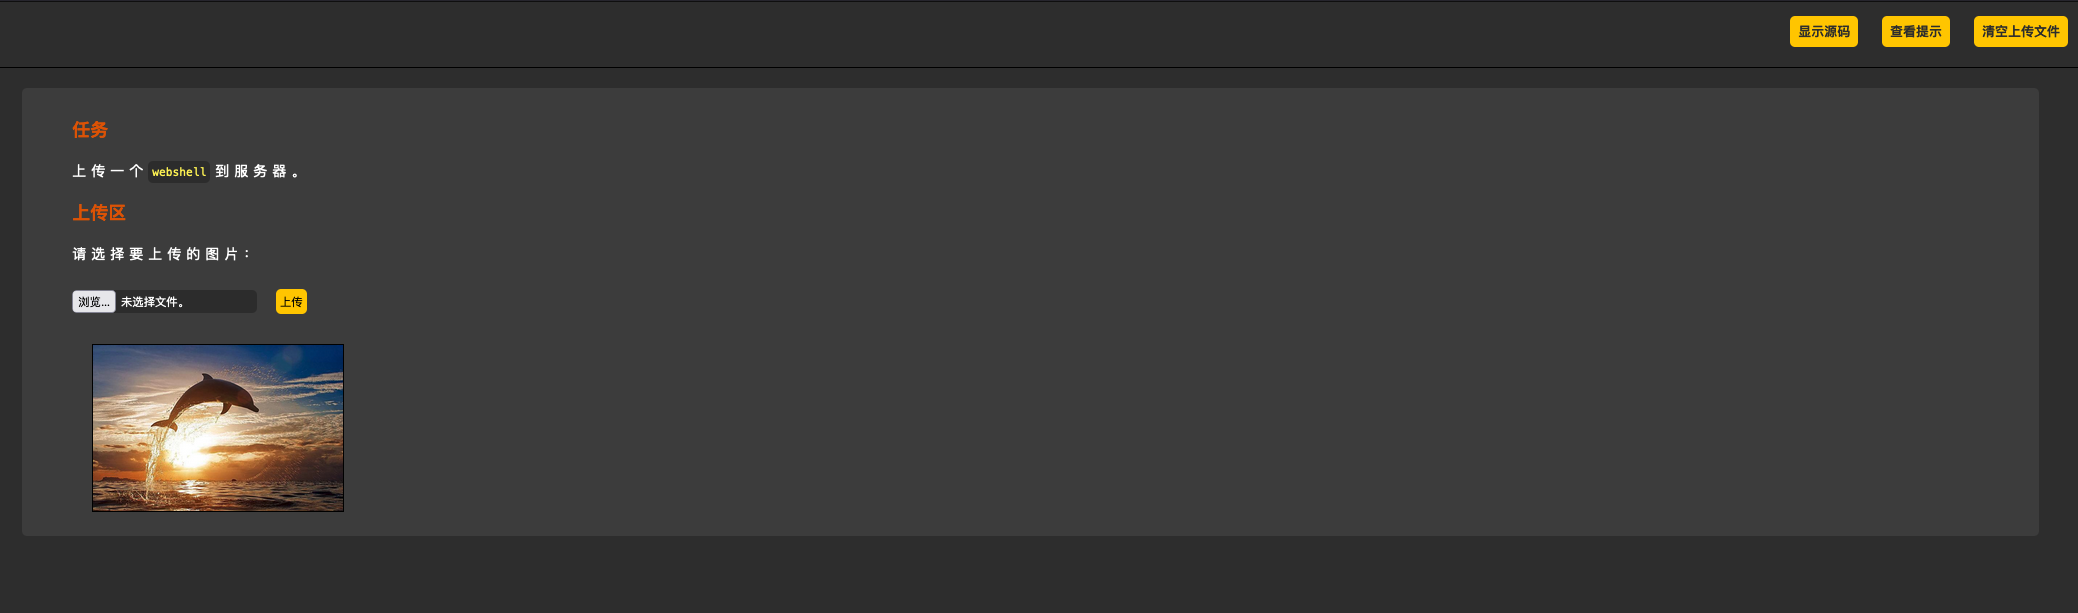 显示源码 查看提示 清空上传文件
任务
上传一个 webshell 到服务器。
上传区
请选择要上传的图片：
浏览... 未选择文件。 上传